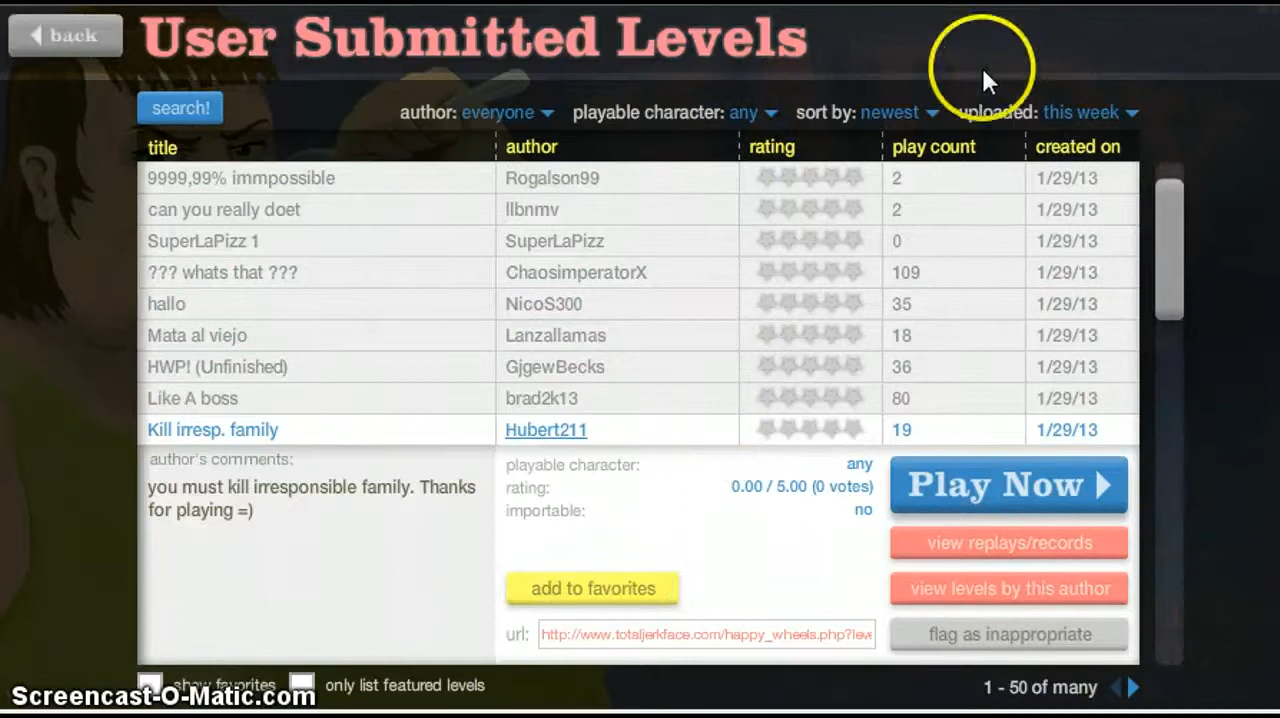 back
User Submitted Levels
search!
author: everyone playable character: any sort by: newest uploaded: this week
title author rating play count created on
9999,99% immpossible Rogalson99 2 1/29/13
can you really doet llbnmv 2 1/29/13
SuperLaPizz 1 SuperLaPizz 0 1/29/13
??? whats that ??? ChaosimperatorX 109 1/29/13
hallo NicoS300 35 1/29/13
Mata al viejo Lanzallamas 18 1/29/13
HWP! (Unfinished) GjgewBecks 36 1/29/13
Like A boss brad2k13 80 1/29/13
Kill irresp. family Hubert211 19 1/29/13
author's comments:
you must kill irresponsible family. Thanks
for playing =)
playable character: any
rating: 0.00 / 5.00 (0 votes)
importable: no
add to favorites
url: http://www.totaljerkface.com/happy_wheels.php?leve
Play Now
view replays/records
view levels by this author
flag as inappropriate
show favorites only list featured levels
1 - 50 of many
Screencast-O-Matic.com